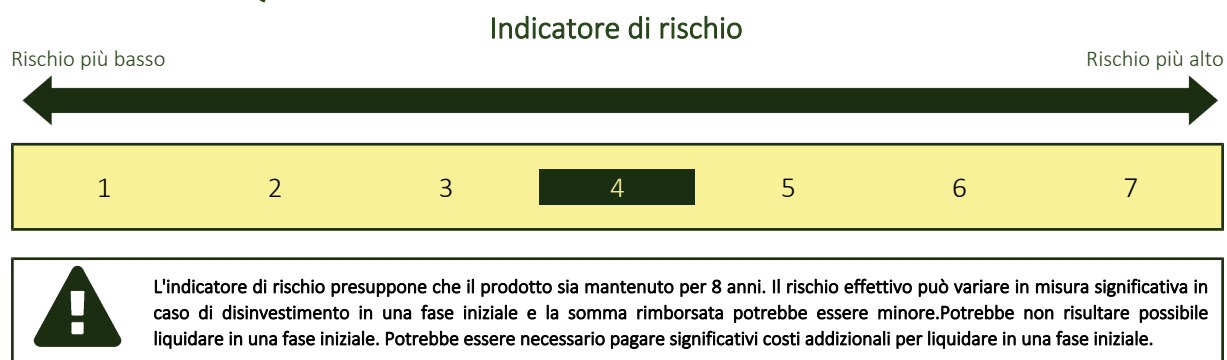 Indicatore di rischio
Rischio più basso
Rischio più alto
1 2 3 4 5 6 7
L'indicatore di rischio presuppone che il prodotto sia mantenuto per 8 anni. Il rischio effettivo può variare in misura significativa in
caso di disinvestimento in una fase iniziale e la somma rimborsata potrebbe essere minore.Potrebbe non risultare possibile
liquidare in una fase iniziale. Potrebbe essere necessario pagare significativi costi addizionali per liquidare in una fase iniziale.